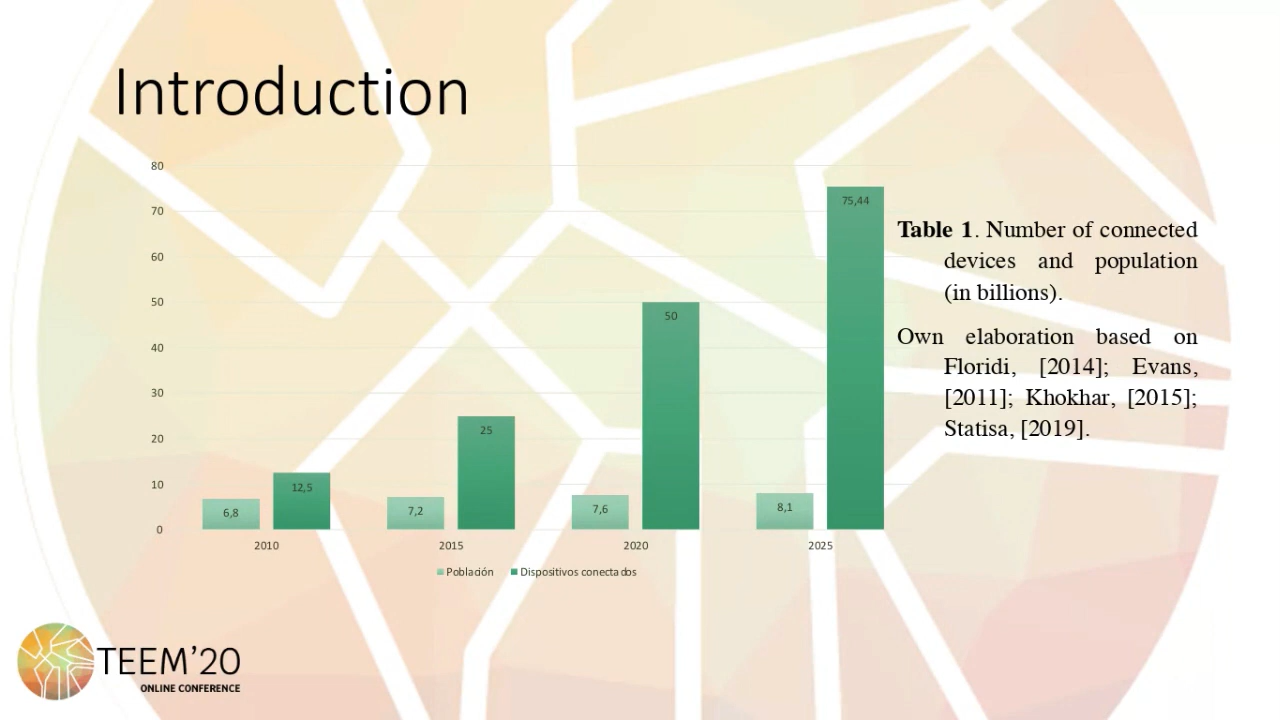 Introduction
80
70
60
50
40
30
20
10
0
6,8
12,5
7,2
25
7,6
50
8,1
75,44
2010
2015
2020
2025
Población
Dispositivos conectados
Table 1. Number of connected
devices and population
(in billions).
Own elaboration based on
Floridi, [2014]; Evans,
[2011]; Khokhar, [2015];
Statisa, [2019].
TEEM’20
ONLINE CONFERENCE